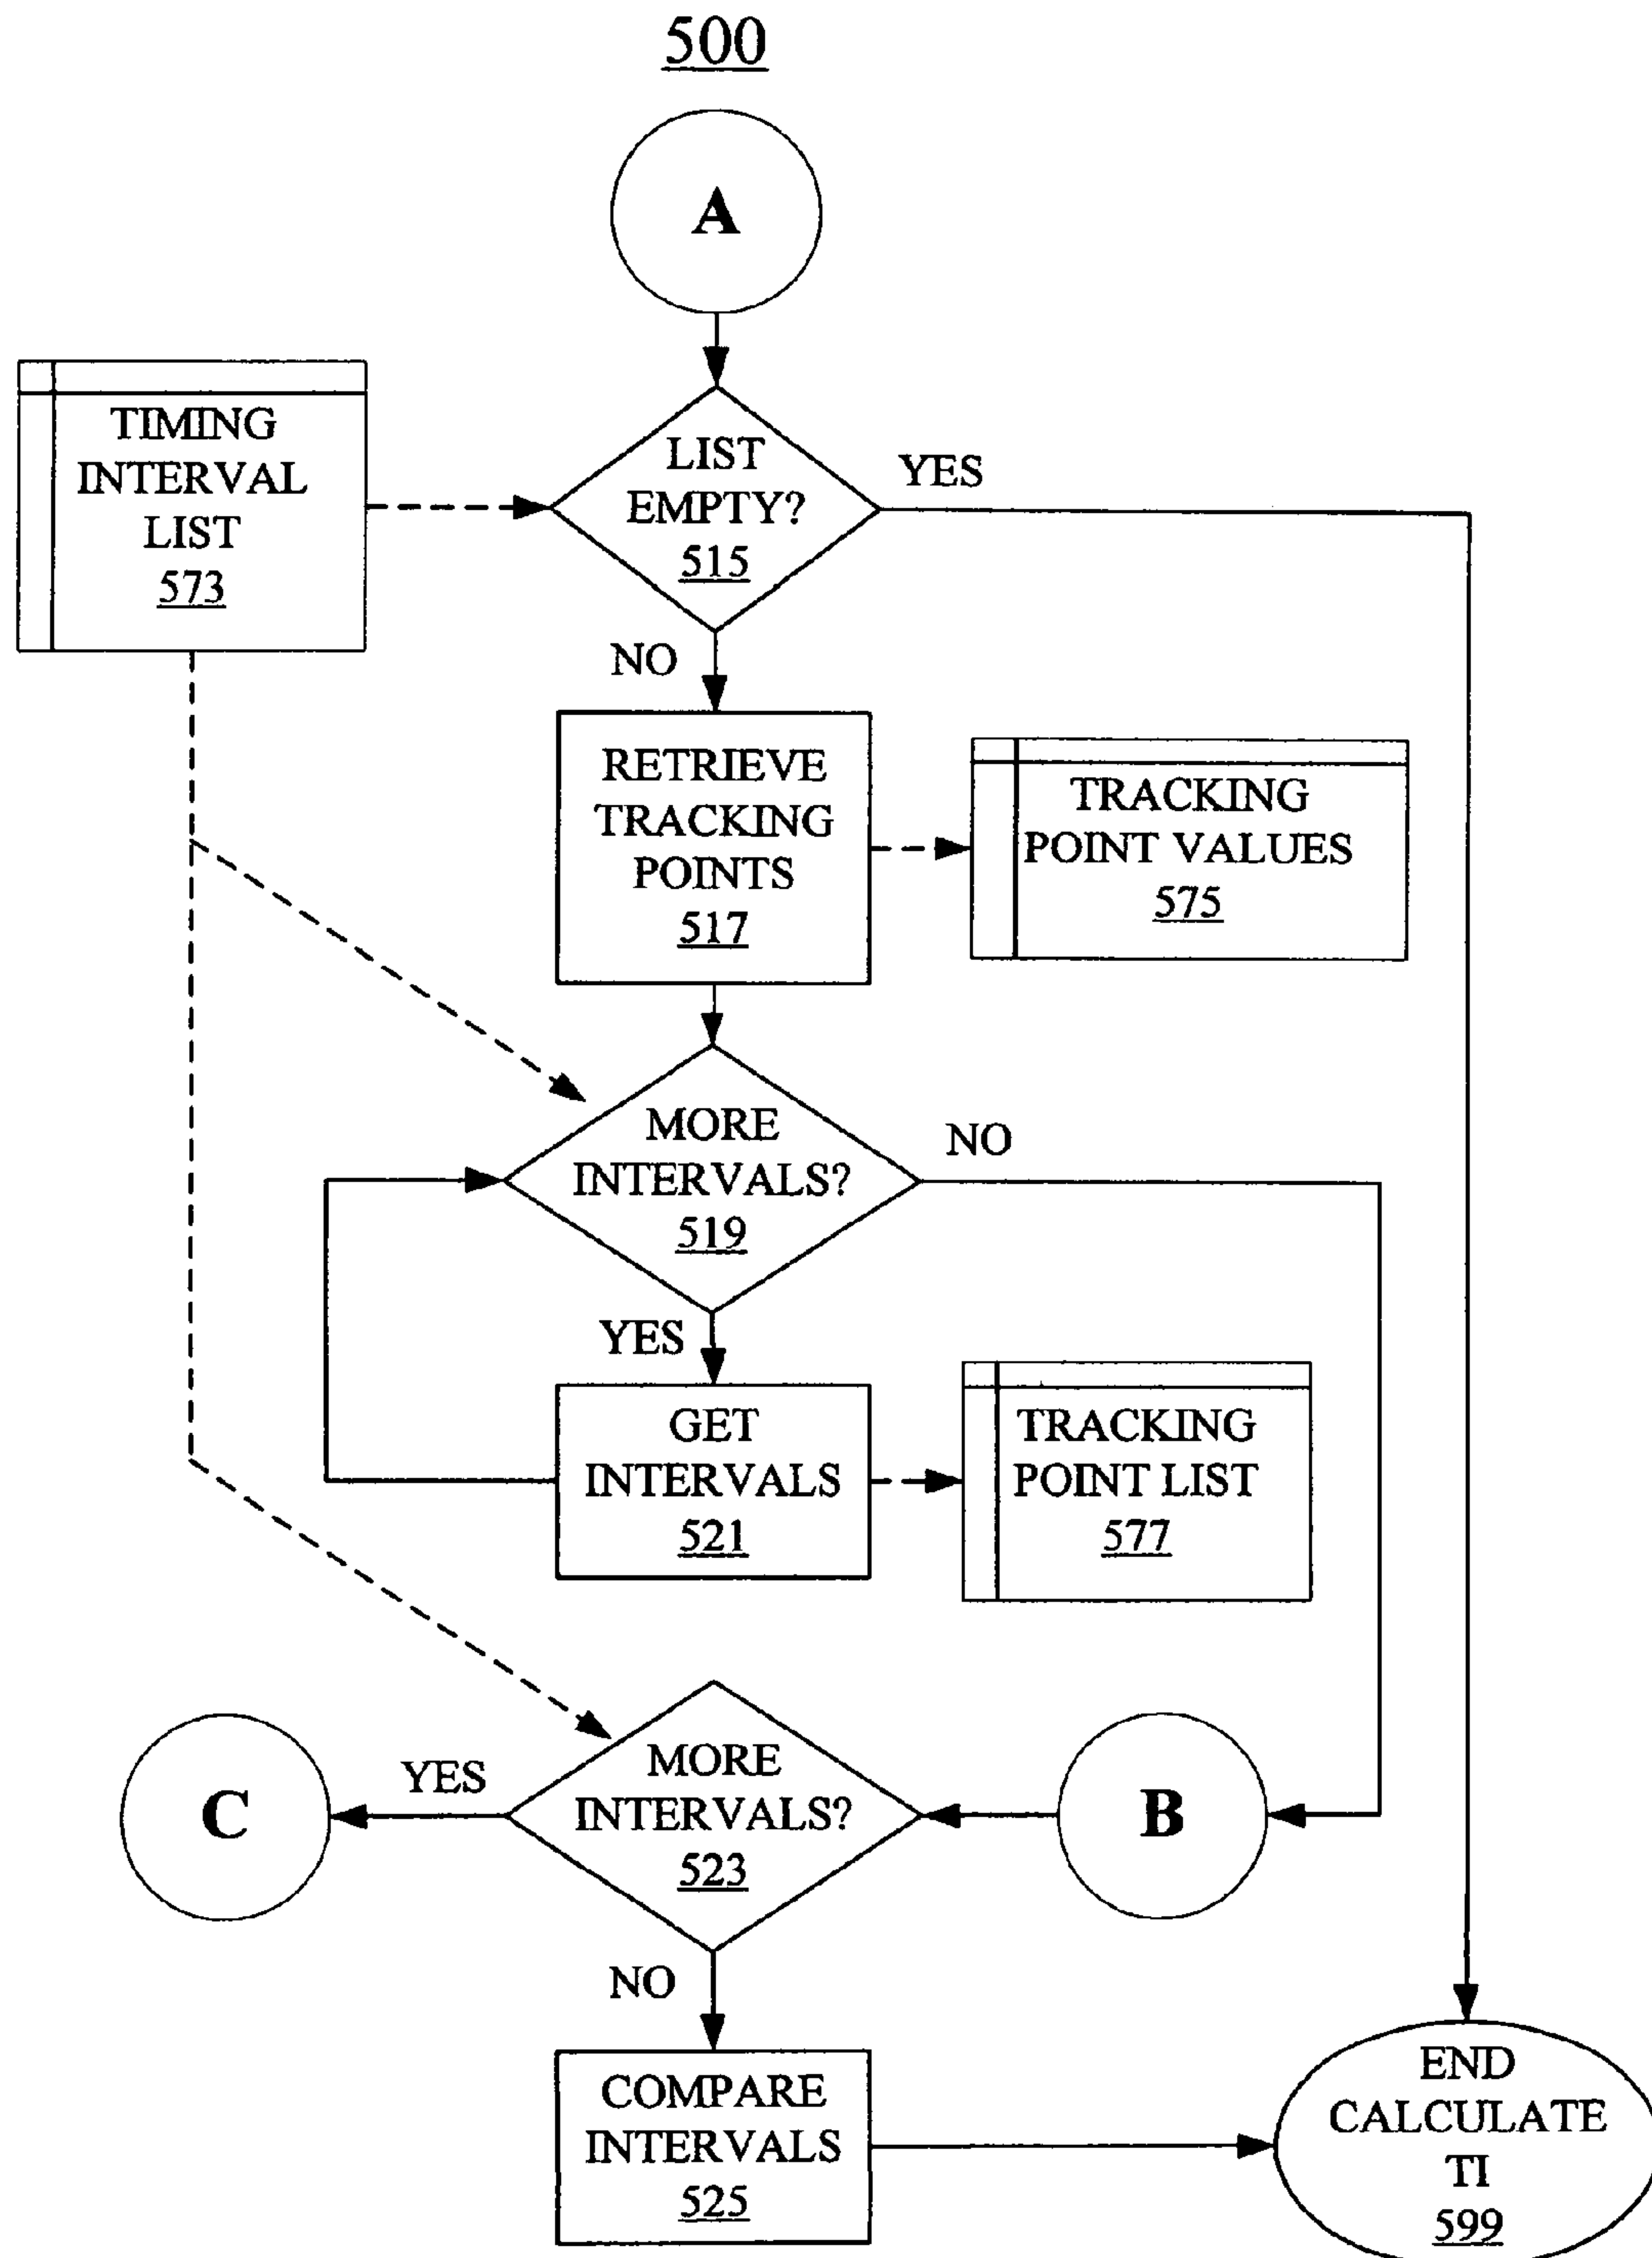 500
A
TIMING
INTERVAL
LIST
573
LIST
EMPTY?
515
YES
NO
RETRIEVE
TRACKING
POINTS
517
TRACKING
POINT VALUES
575
MORE
INTERVALS?
519
NO
YES
GET
INTERVALS
521
TRACKING
POINT LIST
577
C
YES
MORE
INTERVALS?
523
B
NO
COMPARE
INTERVALS
525
END
CALCULATE
TI
599